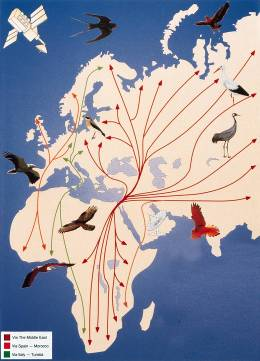 Via The Middle East
Via Spain — Morocco
Via Italy — Tunisia